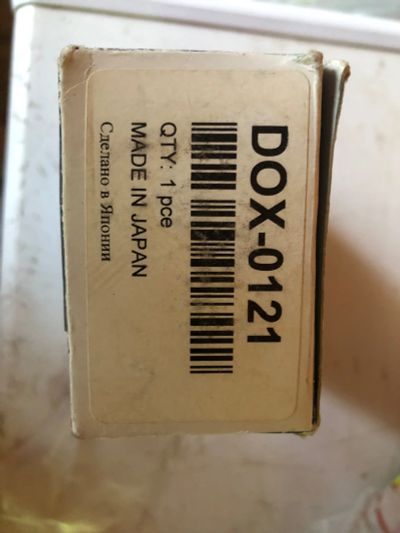 DOX-0121
QTY: 1 pce
MADE IN JAPAN
Сделано в Японии